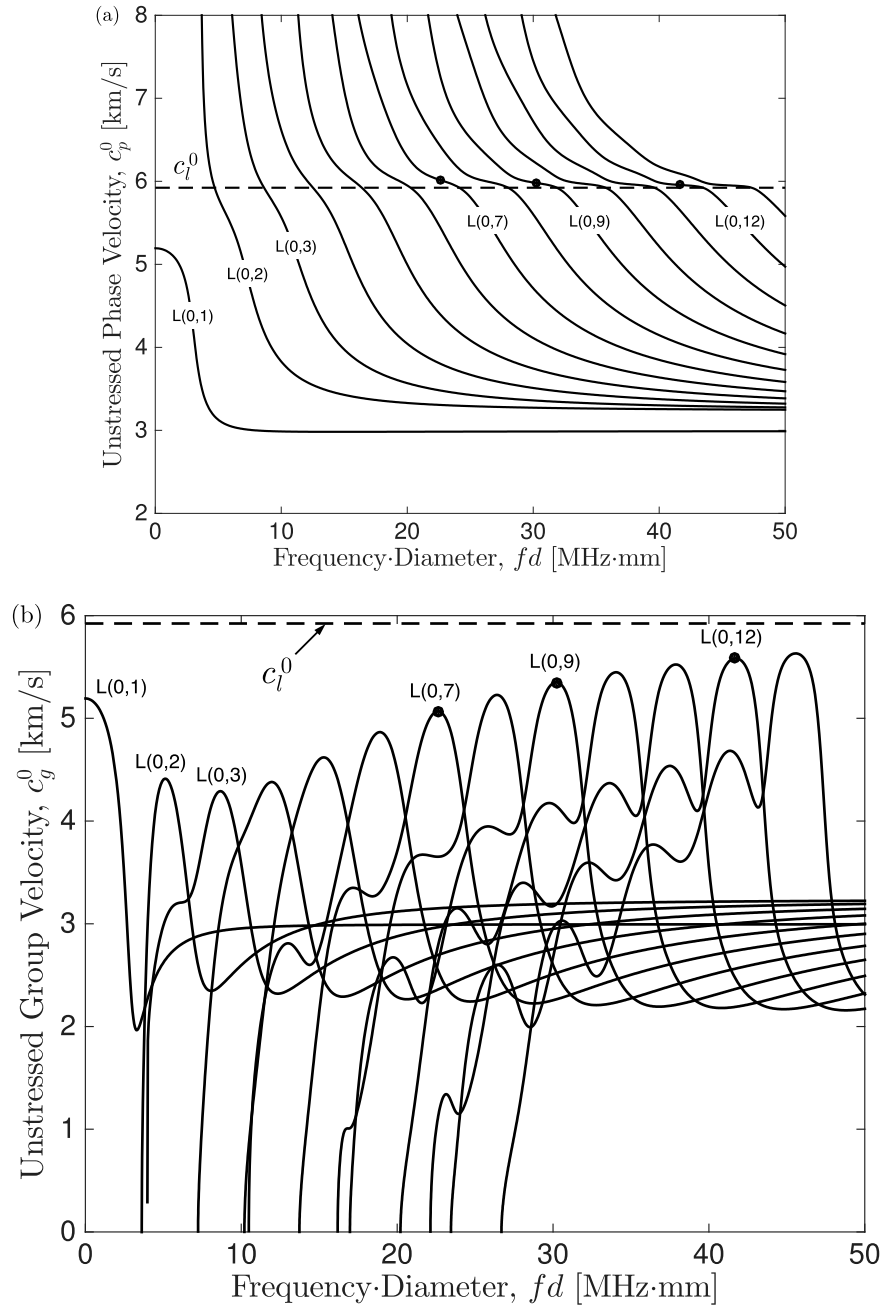 (a)
8
7
6
5
4
3
2
Unstressed Phase Velocity, c_p^0 [km/s]
c_l^0
L(0,1)
L(0,2)
L(0,3)
L(0,7)
L(0,9)
L(0,12)
0 10 20 30 40 50
Frequency·Diameter, fd [MHz·mm]
(b)
6
5
4
3
2
1
0
Unstressed Group Velocity, c_g^0 [km/s]
c_l^0
L(0,1)
L(0,2)
L(0,3)
L(0,7)
L(0,9)
L(0,12)
0 10 20 30 40 50
Frequency·Diameter, fd [MHz·mm]